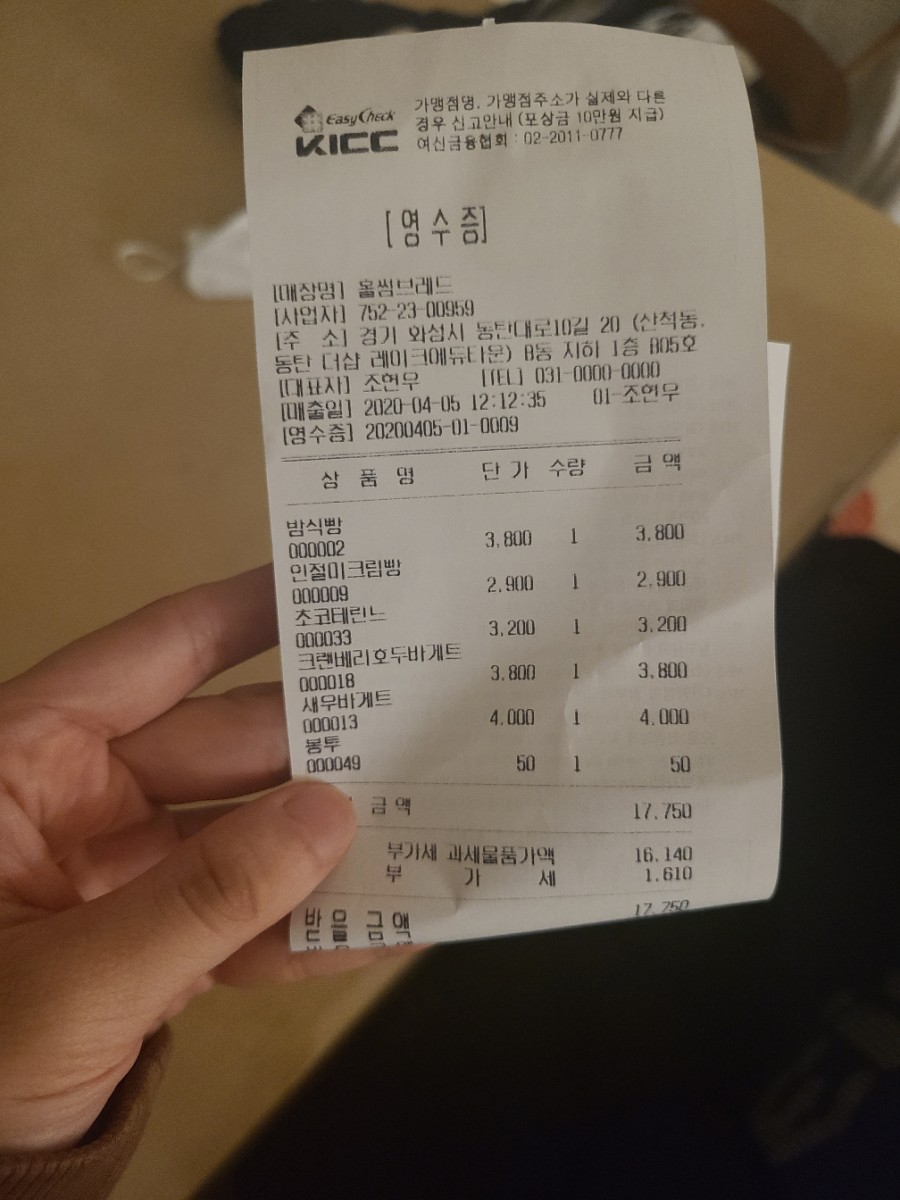 EasyCheck
KICC
가맹점명, 가맹점주소가 실제와 다른
경우 신고안내 (포상금 10만원 지급)
여신금융협회 : 02-2011-0777
[영 수 증]
[매장명] 홀썸브레드
[사업자] 752-23-00959
[주 소] 경기 화성시 동탄대로10길 20 (산척동,
동탄 더샵 레이크에듀타운) B동 지하 1층 B05호
[대표자] 조현우 [TEL] 031-0000-0000
[매출일] 2020-04-05 12:12:35 01-조현우
[영수증] 20200405-01-0009
상 품 명 단 가 수량 금 액
밤식빵
000002 3,800 1 3,800
인절미크림빵
000009 2,900 1 2,900
초코테린느
000033 3,200 1 3,200
크랜베리호두바게트
000018 3,800 1 3,800
새우바게트
000013 4,000 1 4,000
봉투
000049 50 1 50
금 액 17,750
부가세 과세물품가액 16,140
부 가 세 1,610
받 을 금 액 17,750